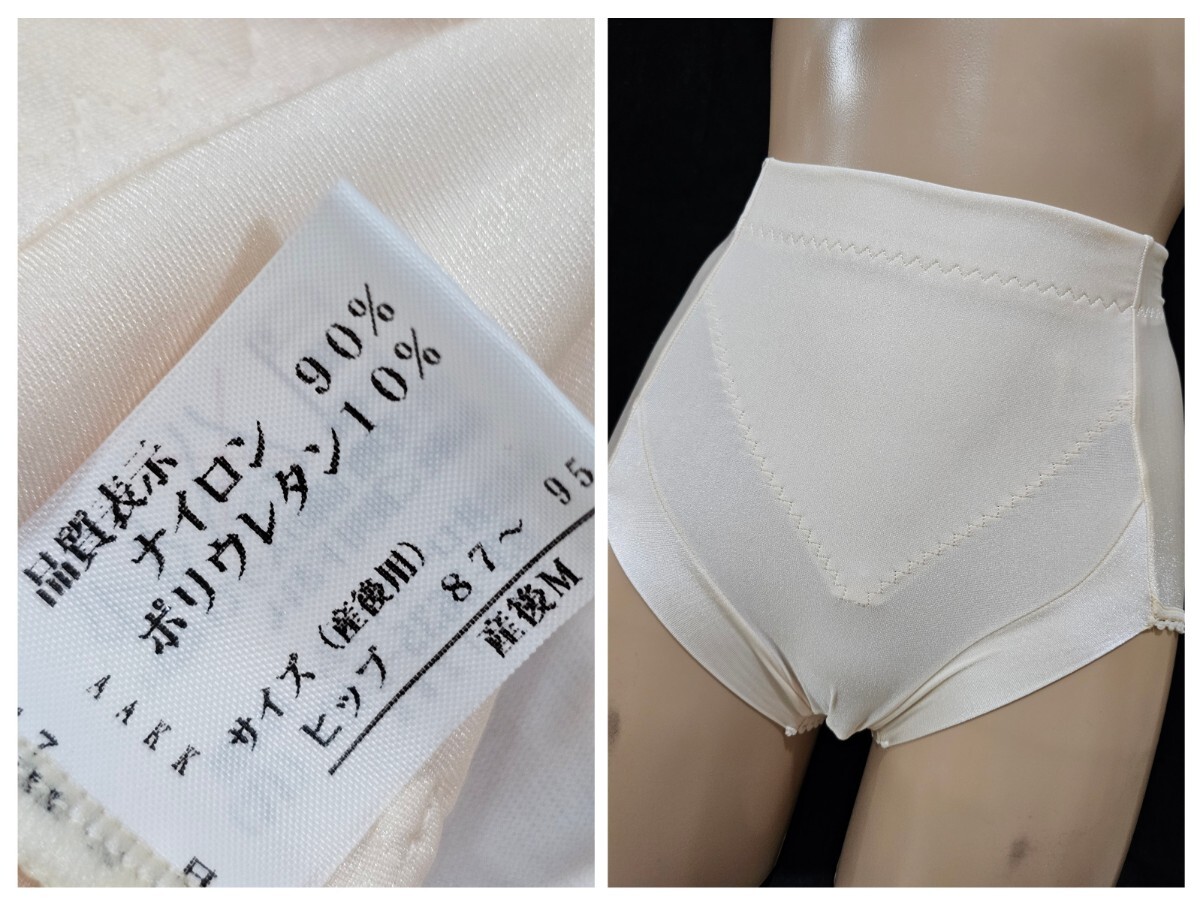 品質表示
ナイロン 90%
ポリウレタン10%
サイズ(産後用)
ヒップ 87~95
産後M
AAKK